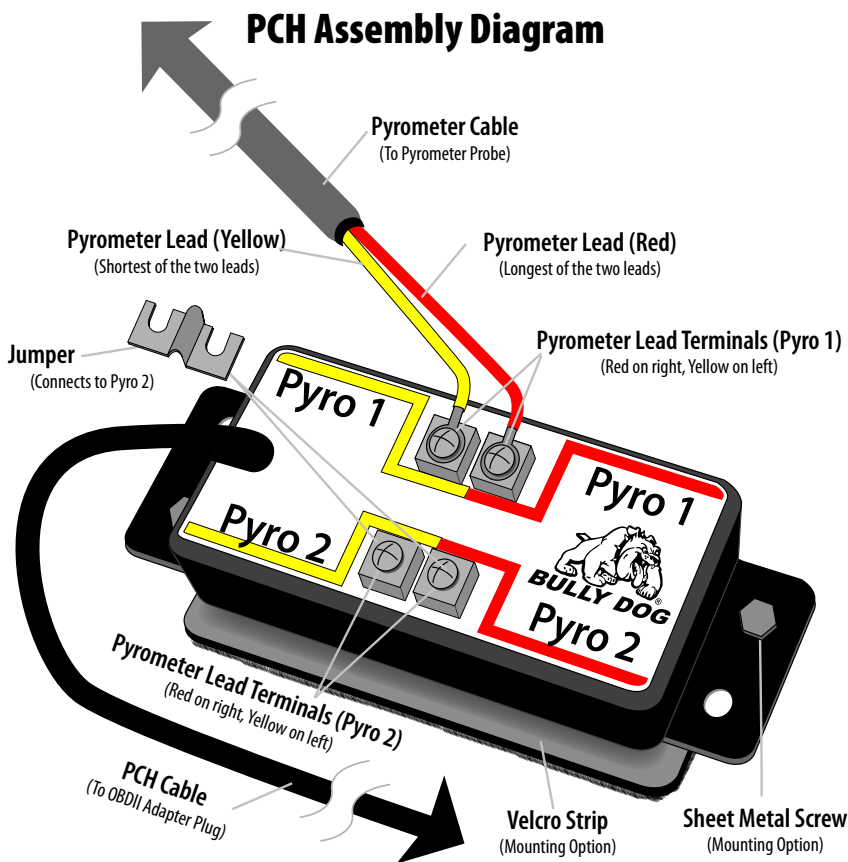 PCH Assembly Diagram
Pyrometer Cable
(To Pyrometer Probe)
Pyrometer Lead (Yellow)
(Shortest of the two leads)
Pyrometer Lead (Red)
(Longest of the two leads)
Jumper
(Connects to Pyro 2)
Pyrometer Lead Terminals (Pyro 1)
(Red on right, Yellow on left)
Pyro 1
Pyro 1
Pyro 2
BULLY DOG
®
Pyro 2
Pyrometer Lead Terminals (Pyro 2)
(Red on right, Yellow on left)
PCH Cable
(To OBDII Adapter Plug)
Velcro Strip
(Mounting Option)
Sheet Metal Screw
(Mounting Option)